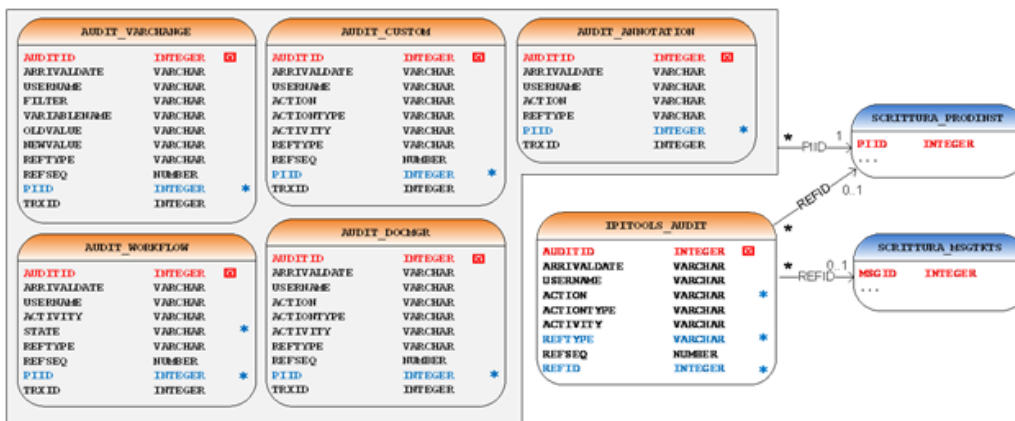 AUDIT_VARCHANGE
AUDITID INTEGER
ARRIVALDATE VARCHAR
USERNAME VARCHAR
FILTER VARCHAR
VARIABLENAME VARCHAR
OLDVALUE VARCHAR
NEWVALUE VARCHAR
REFTYPE VARCHAR
REFSEQ NUMBER
PIID INTEGER *
TRXID INTEGER
AUDIT_CUSTOM
AUDITID INTEGER
ARRIVALDATE VARCHAR
USERNAME VARCHAR
ACTION VARCHAR
ACTIONTYPE VARCHAR
ACTIVITY VARCHAR
REFTYPE VARCHAR
REFSEQ NUMBER
PIID INTEGER *
TRXID INTEGER
AUDIT_ANNOTATION
AUDITID INTEGER
ARRIVALDATE VARCHAR
USERNAME VARCHAR
ACTION VARCHAR
REFTYPE VARCHAR
PIID INTEGER *
TRXID INTEGER
* PIID 1
SCRITTURA_PRODINST
PIID INTEGER
...
* REFID 0..1
AUDIT_WORKFLOW
AUDITID INTEGER
ARRIVALDATE VARCHAR
USERNAME VARCHAR
ACTIVITY VARCHAR
STATE VARCHAR *
REFTYPE VARCHAR
REFSEQ NUMBER
PIID INTEGER *
TRXID INTEGER
AUDIT_DOCMGR
AUDITID INTEGER
ARRIVALDATE VARCHAR
USERNAME VARCHAR
ACTION VARCHAR
ACTIONTYPE VARCHAR
ACTIVITY VARCHAR
REFTYPE VARCHAR
REFSEQ NUMBER
PIID INTEGER *
TRXID INTEGER
IPITOOLS_AUDIT
AUDITID INTEGER
ARRIVALDATE VARCHAR
USERNAME VARCHAR
ACTION VARCHAR *
ACTIONTYPE VARCHAR
ACTIVITY VARCHAR
REFTYPE VARCHAR *
REFSEQ NUMBER
REFID INTEGER *
* REFID 0..1
SCRITTURA_MSGTKTS
MSGID INTEGER
...